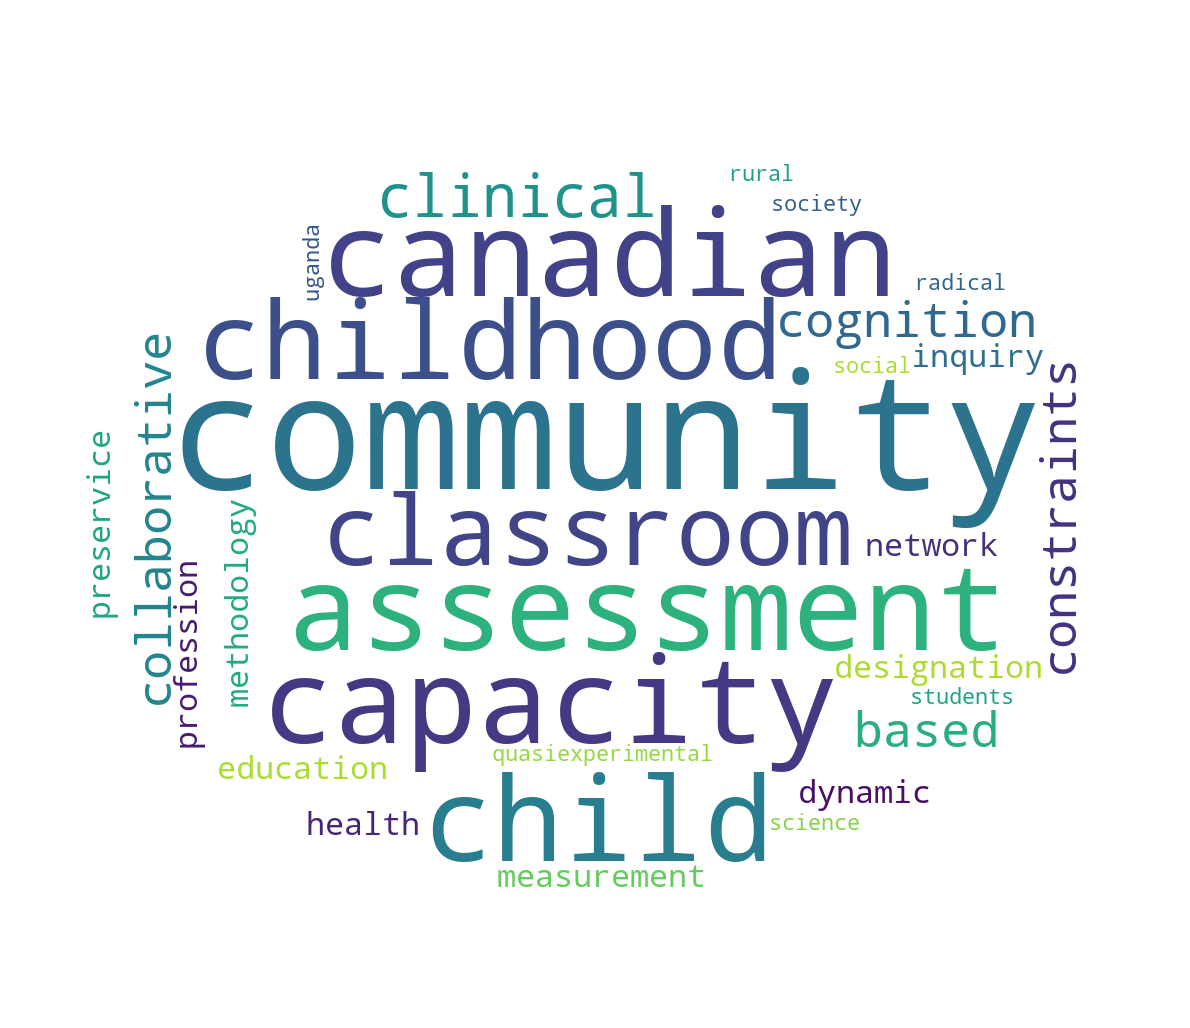 rural
clinical
society
canadian
uganda
radical
childhood
cognition
inquiry
social
community
collaborative
constraints
preservice
classroom
network
methodology
profession
assessment
designation
students
capacity
based
quasiexperimental
education
child
dynamic
health
science
measurement